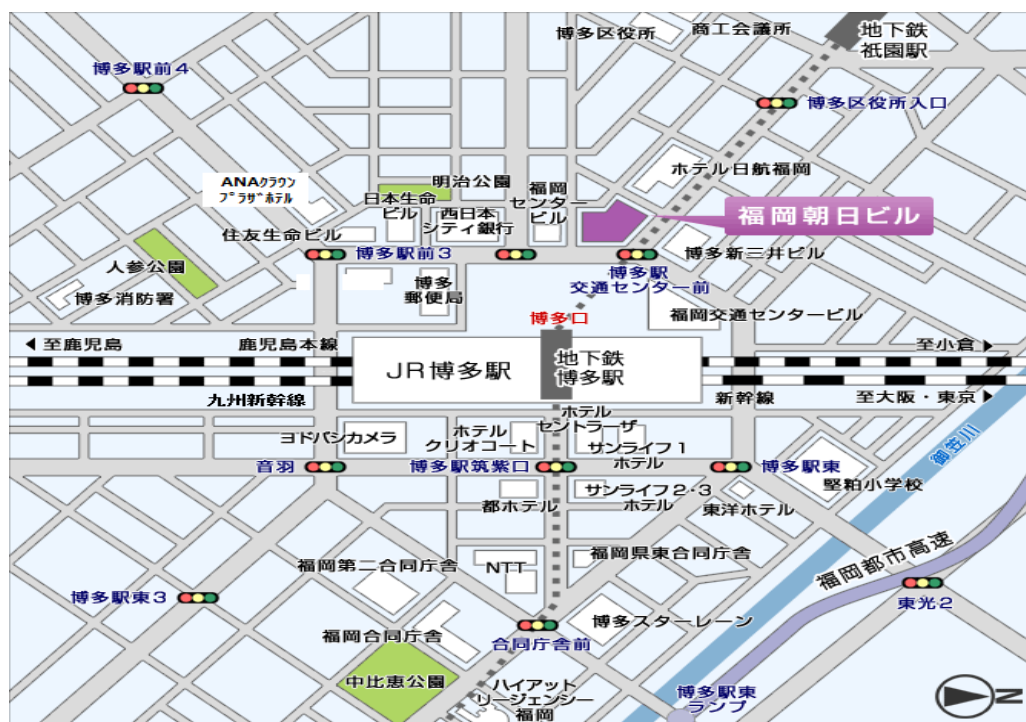 博多区役所
商工会議所
地下鉄
祇園駅
博多駅前4
博多区役所入口
ホテル日航福岡
ANAクラウン
プラザホテル
明治公園
日本生命
ビル
西日本
シティ銀行
福岡
センター
ビル
福岡朝日ビル
住友生命ビル
博多駅前3
博多駅
交通センター前
博多新三井ビル
人参公園
博多消防署
博多
郵便局
博多口
福岡交通センタービル
至鹿児島
鹿児島本線
JR博多駅
地下鉄
博多駅
至小倉
九州新幹線
新幹線
至大阪・東京
ホテル
セントラーザ
ヨドバシカメラ
ホテル
クリオコート
サンライフ1
ホテル
御笠川
音羽
博多駅筑紫口
博多駅東
堅粕小学校
都ホテル
サンライフ2・3
ホテル
東洋ホテル
福岡第二合同庁舎
NTT
福岡県東合同庁舎
福岡都市高速
博多駅東3
東光2
福岡合同庁舎
合同庁舎前
博多スターレーン
中比恵公園
ハイアット
リージェンシー
福岡
博多駅東
ランプ
N